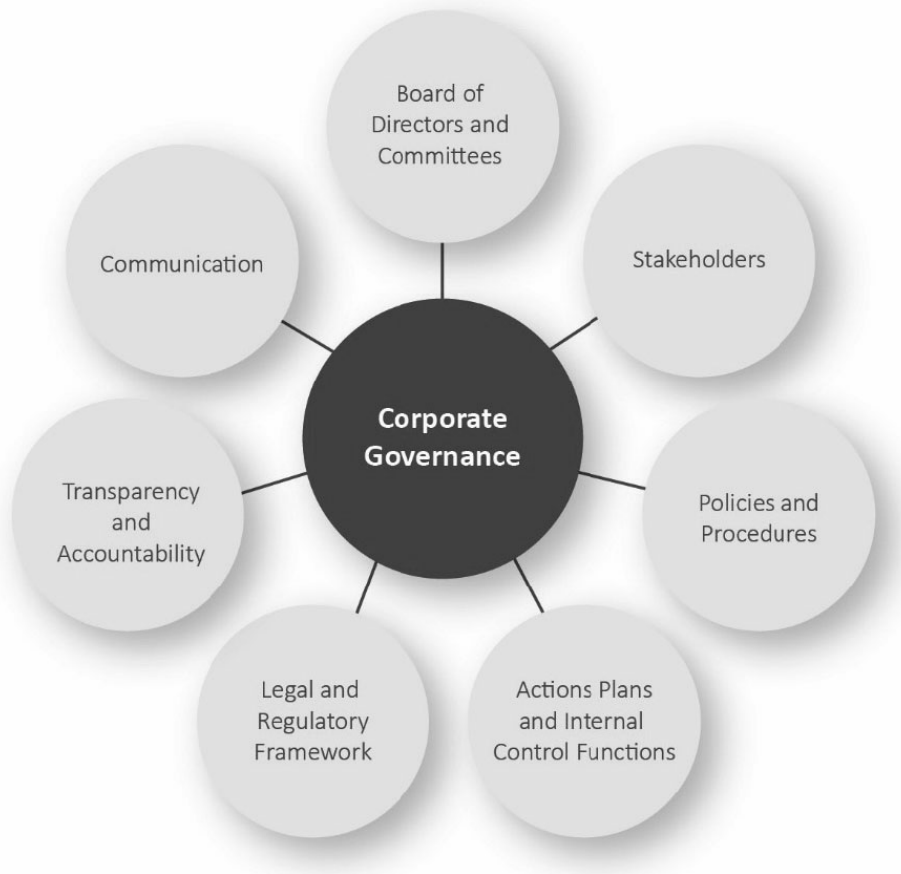 Board of
Directors and
Committees
Stakeholders
Policies and
Procedures
Actions Plans
and Internal
Control Functions
Legal and
Regulatory
Framework
Transparency
and
Accountability
Communication
Corporate
Governance